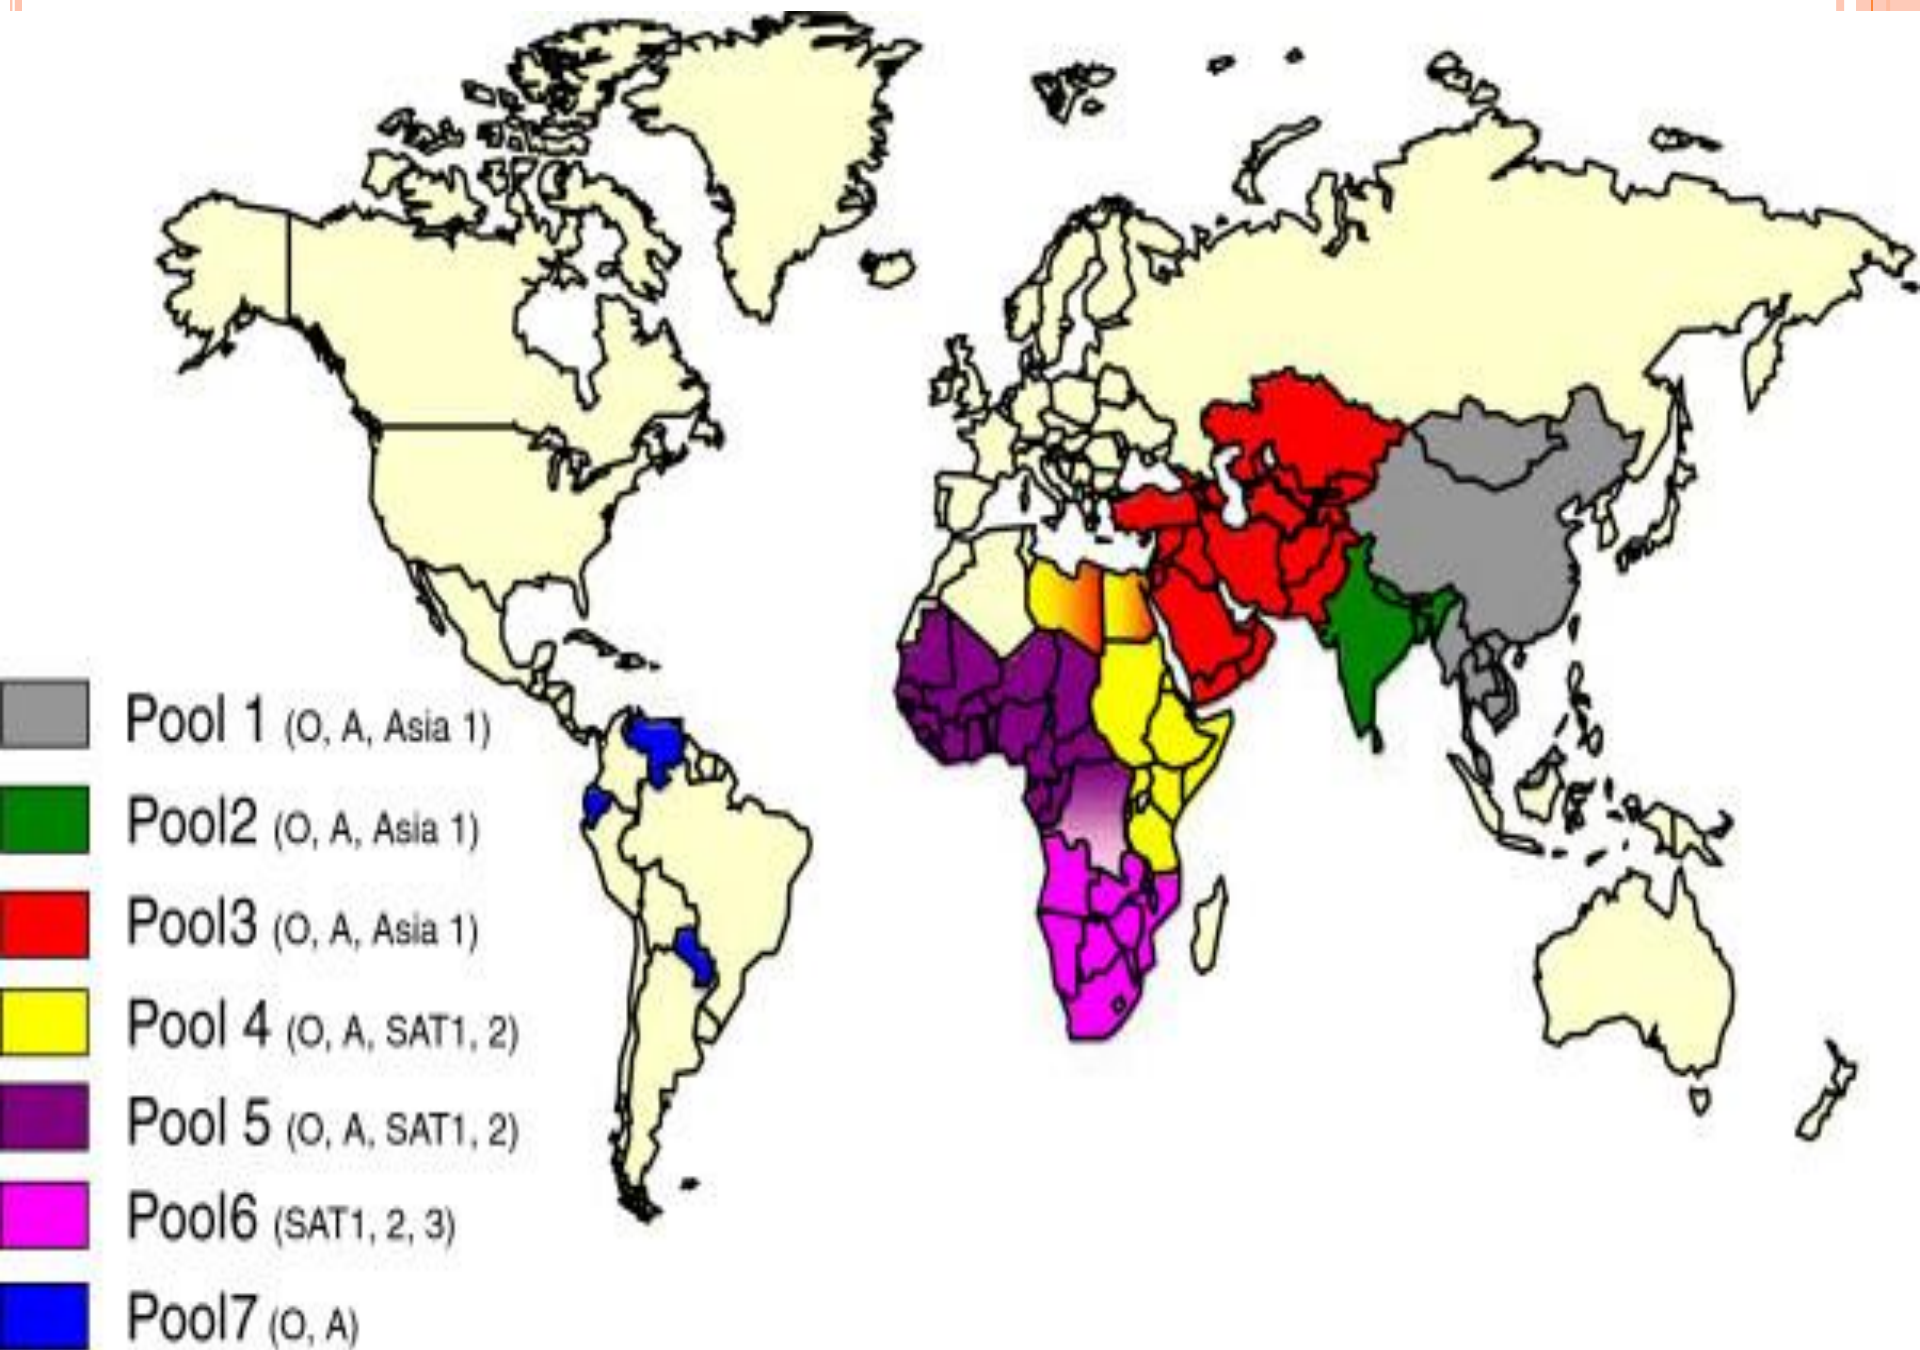 Pool 1 (O, A, Asia 1)
Pool2 (O, A, Asia 1)
Pool3 (O, A, Asia 1)
Pool 4 (O, A, SAT1, 2)
Pool 5 (O, A, SAT1, 2)
Pool6 (SAT1, 2, 3)
Pool7 (O, A)